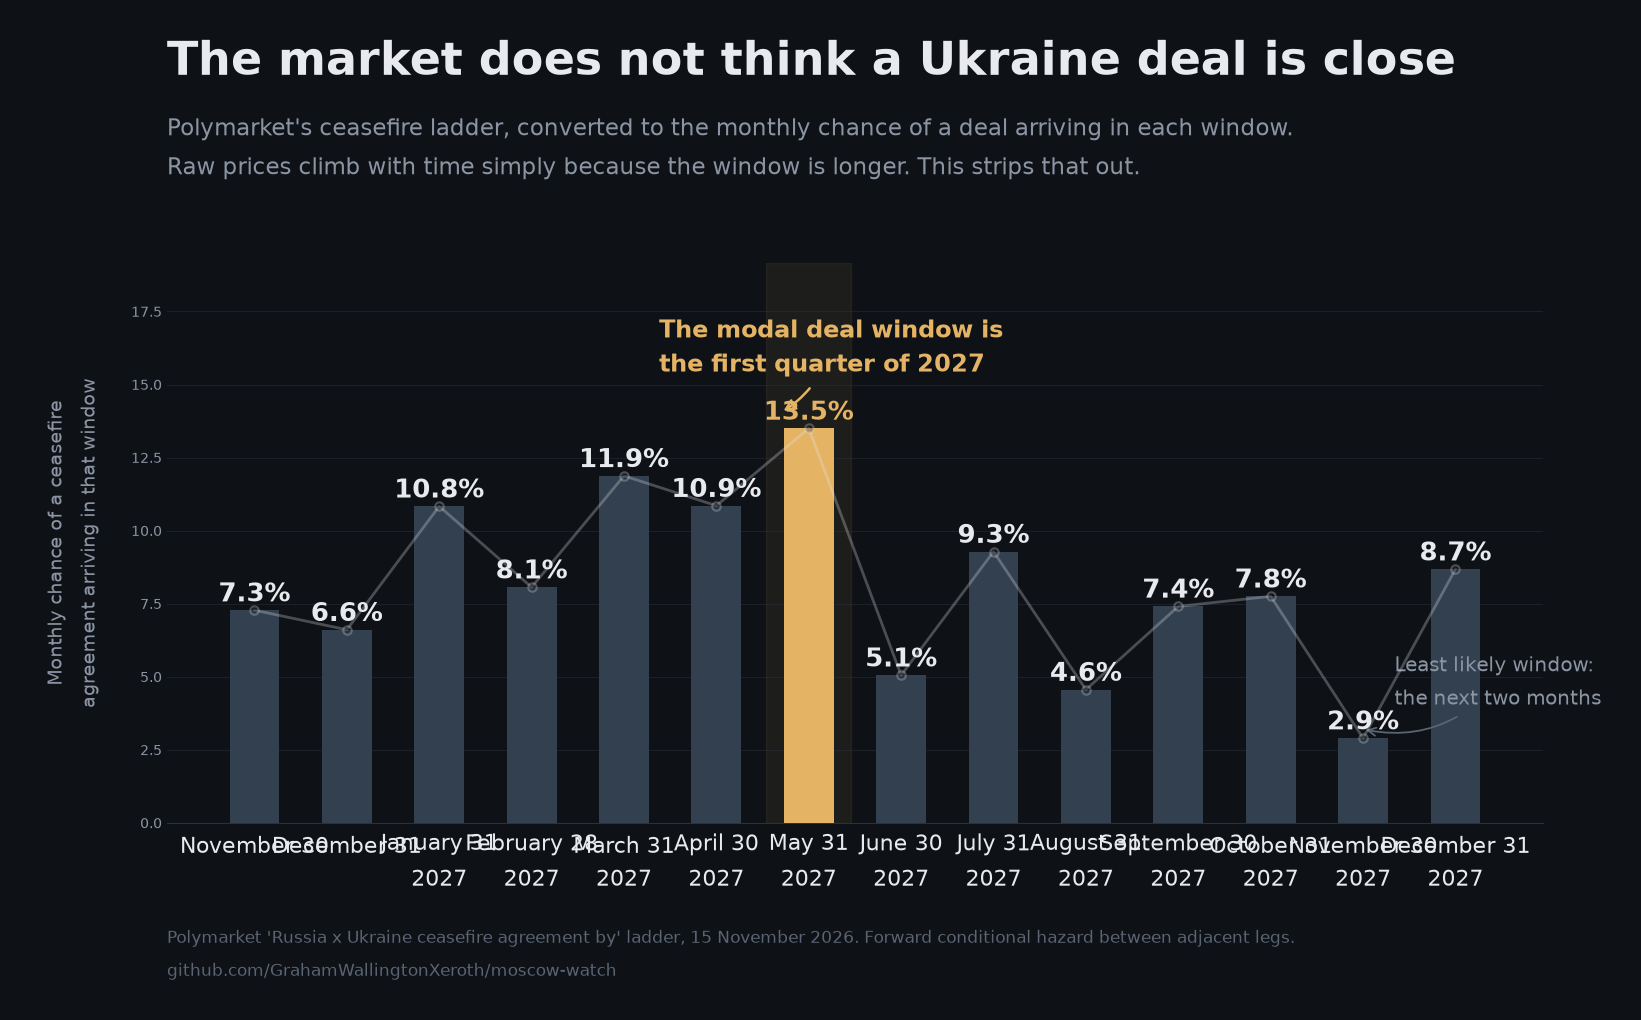 The market does not think a Ukraine deal is close
Polymarket's ceasefire ladder, converted to the monthly chance of a deal arriving in each window.
Raw prices climb with time simply because the window is longer. This strips that out.
Monthly chance of a ceasefire
agreement arriving in that window
17.5
15.0
12.5
10.0
7.5
5.0
2.5
0.0
The modal deal window is
the first quarter of 2027
7.3%
6.6%
10.8%
8.1%
11.9%
10.9%
13.5%
5.1%
9.3%
4.6%
7.4%
7.8%
2.9%
8.7%
Least likely window:
the next two months
November 30
December 31
January 31
2027
February 28
2027
March 31
2027
April 30
2027
May 31
2027
June 30
2027
July 31
2027
August 31
2027
September 30
2027
October 31
2027
November 30
2027
December 31
2027
Polymarket 'Russia x Ukraine ceasefire agreement by' ladder, 15 November 2026. Forward conditional hazard between adjacent legs.
github.com/GrahamWallingtonXeroth/moscow-watch